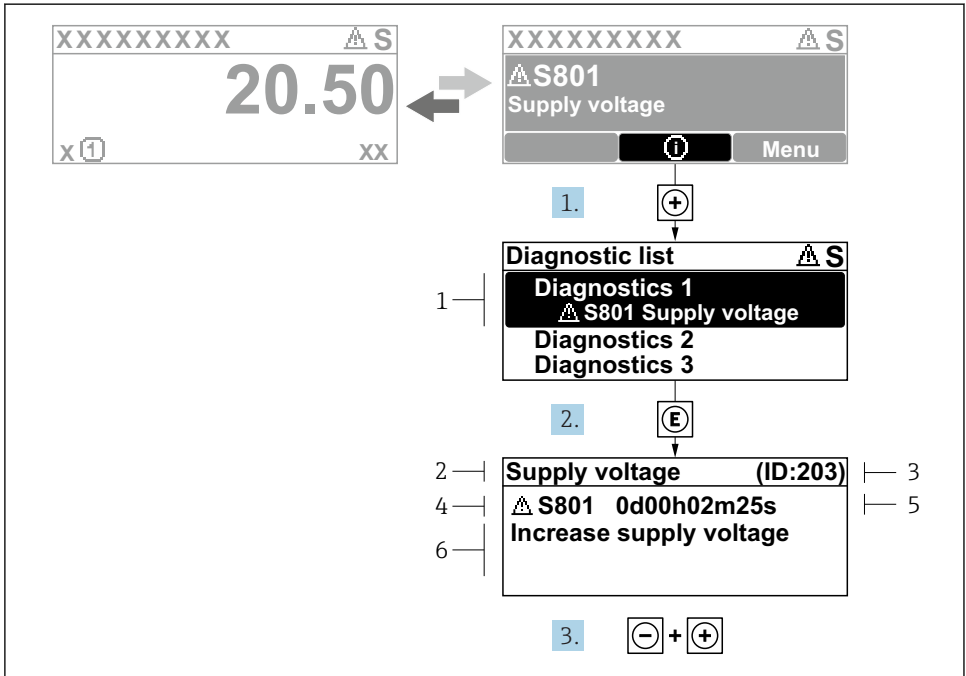 XXXXXXXXX ⚠ S
20.50
x ① XX
XXXXXXXXX ⚠ S
⚠ S801
Supply voltage
ⓘ Menu
1. +
Diagnostic list ⚠ S
1
Diagnostics 1
⚠ S801 Supply voltage
Diagnostics 2
Diagnostics 3
2. E
2 Supply voltage (ID:203) 3
4 ⚠ S801 0d00h02m25s 5
6 Increase supply voltage
3. - + +